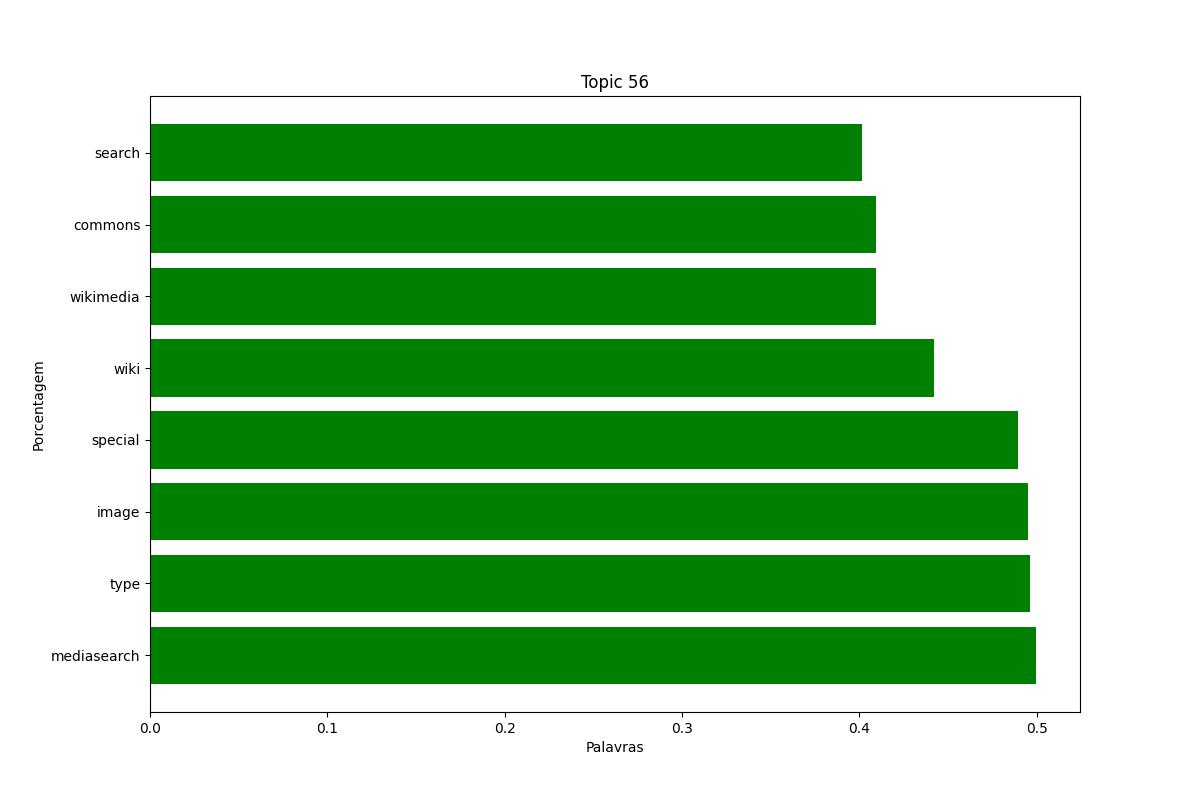 Topic 56
search
commons
wikimedia
wiki
special
image
type
mediasearch
Porcentagem
0.0 0.1 0.2 0.3 0.4 0.5
Palavras